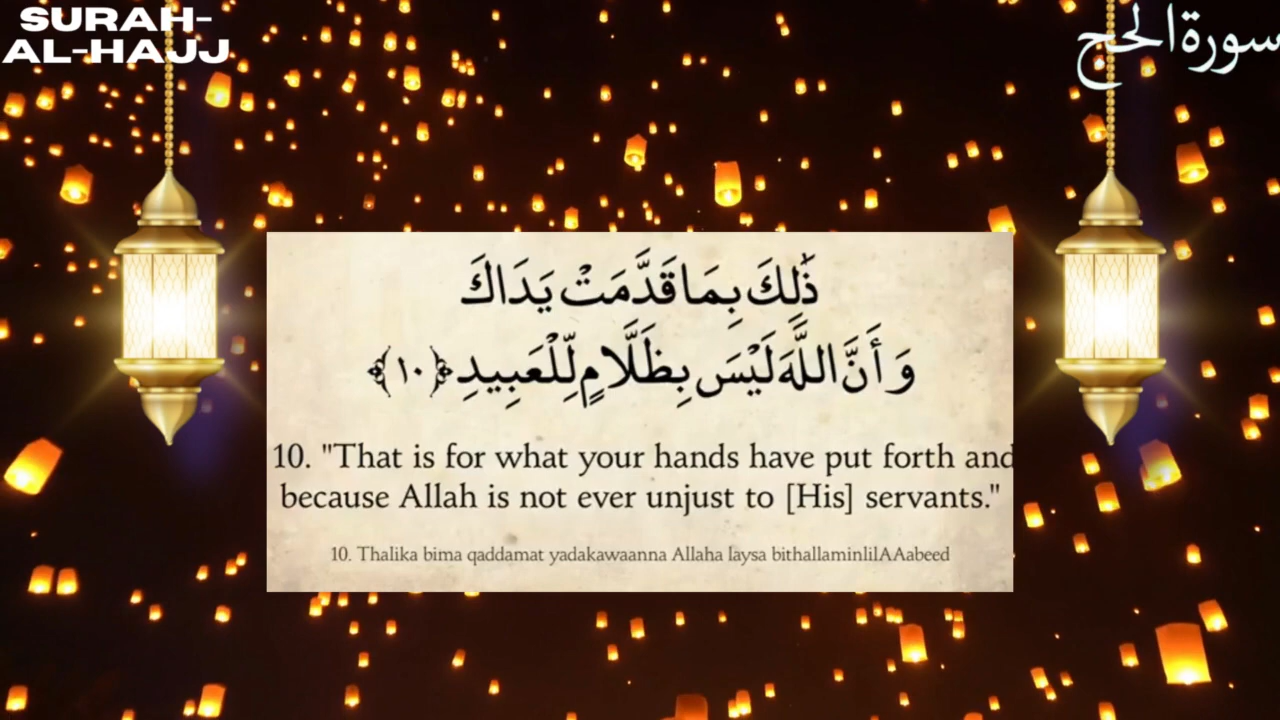 SURAH-
AL-HAJJ
سورة الحج
ذَٰلِكَ بِمَا قَدَّمَتْ يَدَاكَ
وَأَنَّ اللَّهَ لَيْسَ بِظَلَّامٍ لِّلْعَبِيدِ ﴿١٠﴾
10. "That is for what your hands have put forth and
because Allah is not ever unjust to [His] servants."
10. Thalika bima qaddamat yadakawaanna Allaha laysa bithallaminlilAAabeed